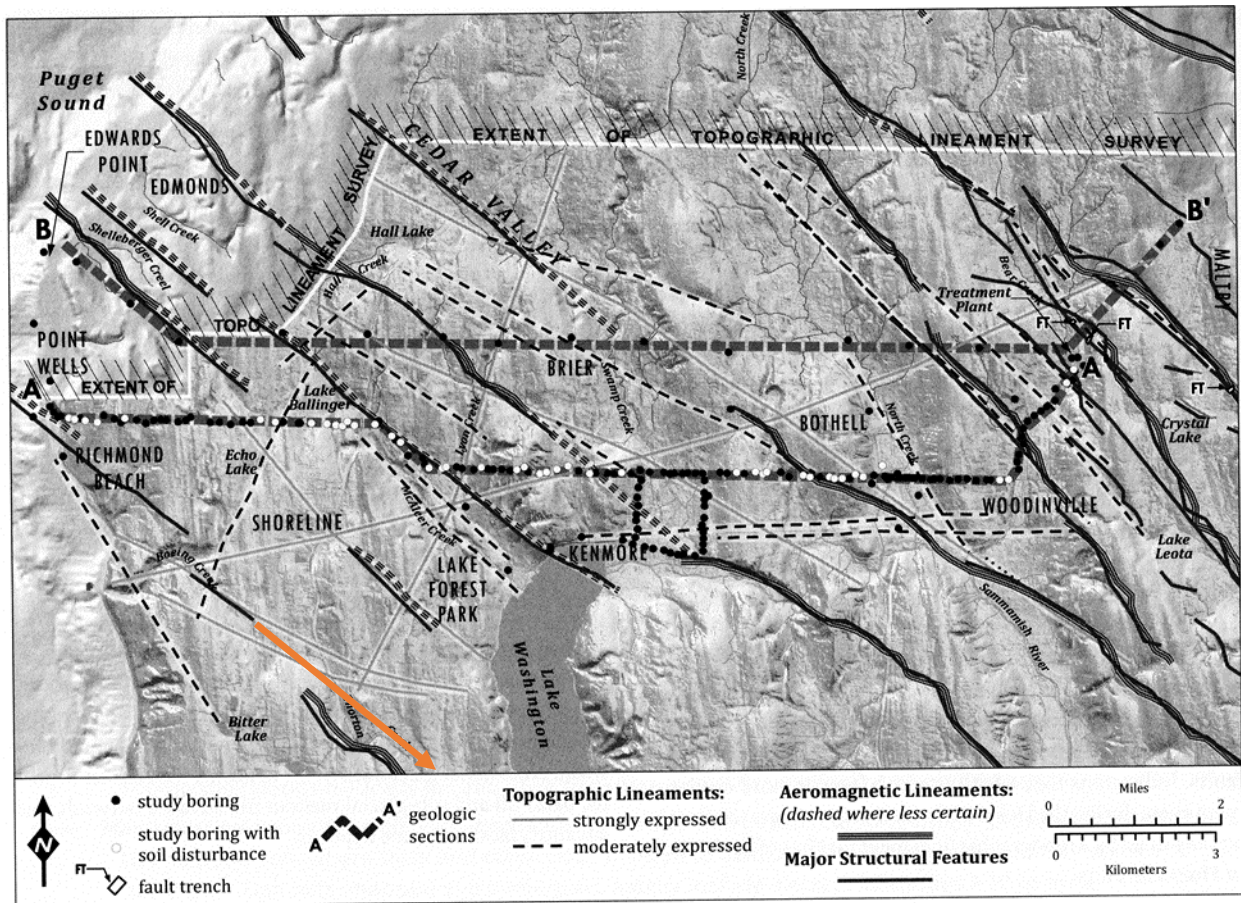 Puget
Sound
EDWARDS
POINT
EDMONDS
Shell Creek
Shelleberger Creel
B
POINT
WELLS
EXTENT OF
TOPO
LINEAMENT
SURVEY
CEDAR VALLEY
EXTENT OF TOPOGRAPHIC LINEAMENT SURVEY
North Creek
Hall Lake
Hall Creek
B'
MALTBY
Bear Creek
Treatment
Plant
FT
FT
FT
A
Crystal
Lake
BRIER
Swamp Creek
BOTHELL
North Creek
A
RICHMOND
BEACH
Lake
Ballinger
Echo
Lake
Lyon Creek
McAleer Creek
SHORELINE
Boeing Creek
LAKE
FOREST
PARK
KENMORE
WOODINVILLE
Lake
Leota
Sammamish
River
Lake
Washington
Bitter
Lake
N
study boring
study boring with
soil disturbance
FT
fault trench
A A'
geologic
sections
Topographic Lineaments:
strongly expressed
moderately expressed
Aeromagnetic Lineaments:
(dashed where less certain)
Major Structural Features
Miles
0 2
0 3
Kilometers